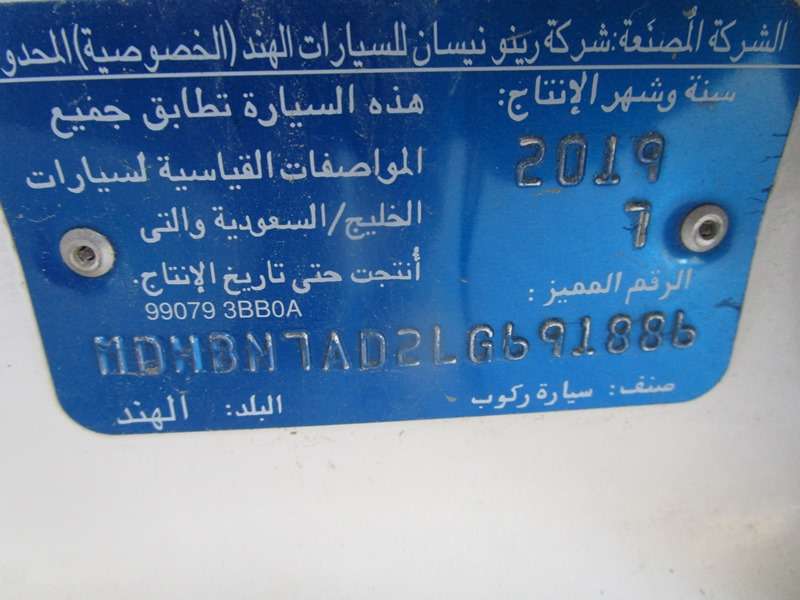 الشركة المصنعة: شركة رينو نيسان للسيارات الهند (الخصوصية) المحدو
سنة وشهر الإنتاج:
2019
7
هذه السيارة تطابق جميع
المواصفات القياسية لسيارات
الخليج/السعودية والتى
أنتجت حتى تاريخ الإنتاج.
99079 3BB0A
الرقم المميز:
MDHBN7AD2LG691886
صنف: سيارة ركوب
البلد: الهند